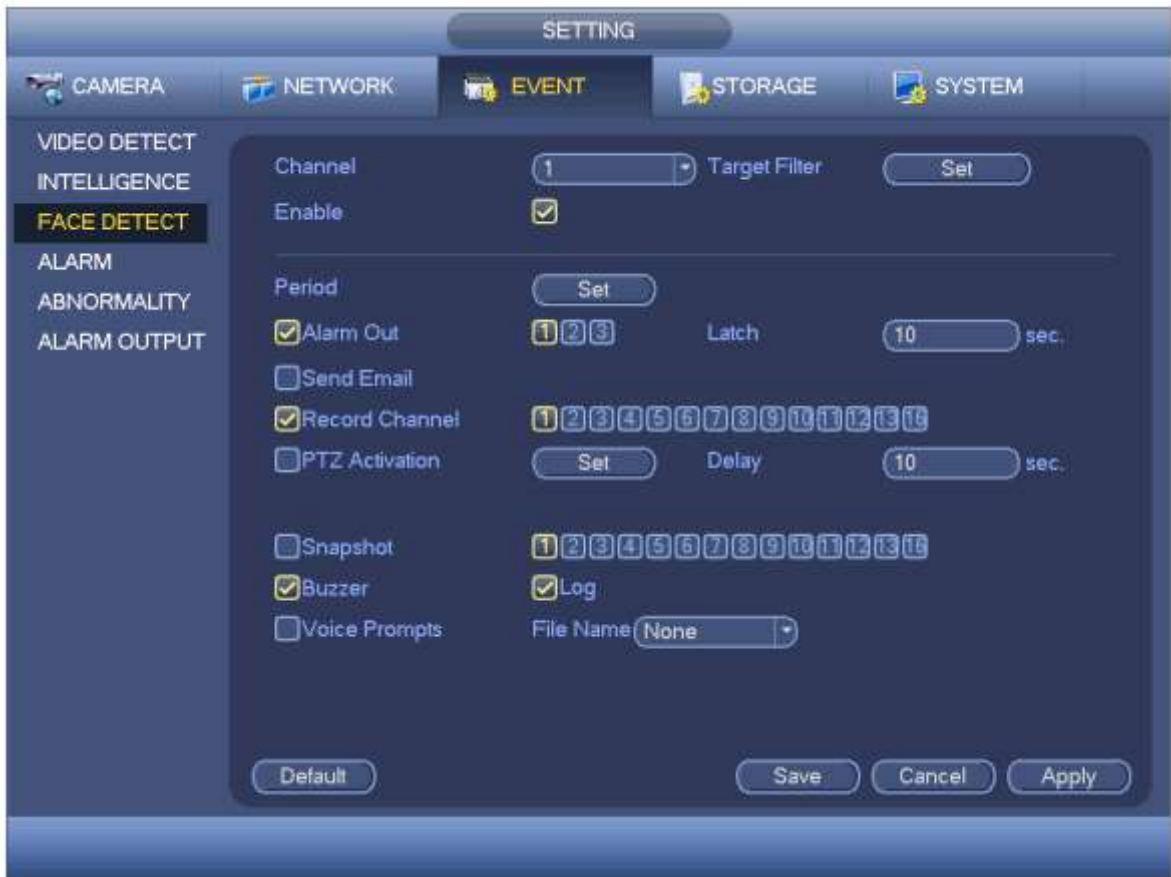 SETTING
CAMERA NETWORK EVENT STORAGE SYSTEM
VIDEO DETECT
INTELLIGENCE
FACE DETECT
ALARM
ABNORMALITY
ALARM OUTPUT
Channel 1 Target Filter Set
Enable
Period Set
Alarm Out 1 2 3 Latch 10 sec.
Send Email
Record Channel 1 2 3 4 5 6 7 8 9 10 11 12 13 16
PTZ Activation Set Delay 10 sec.
Snapshot 1 2 3 4 5 6 7 8 9 10 11 12 13 16
Buzzer Log
Voice Prompts File Name None
Default Save Cancel Apply